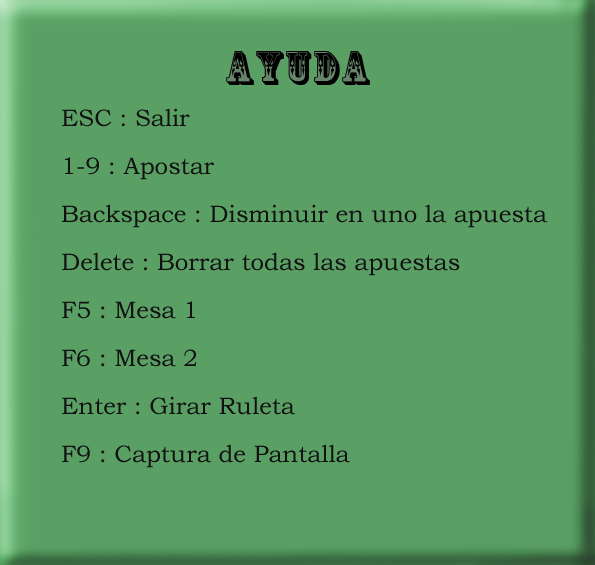 AYUDA
ESC : Salir
1-9 : Apostar
Backspace : Disminuir en uno la apuesta
Delete : Borrar todas las apuestas
F5 : Mesa 1
F6 : Mesa 2
Enter : Girar Ruleta
F9 : Captura de Pantalla